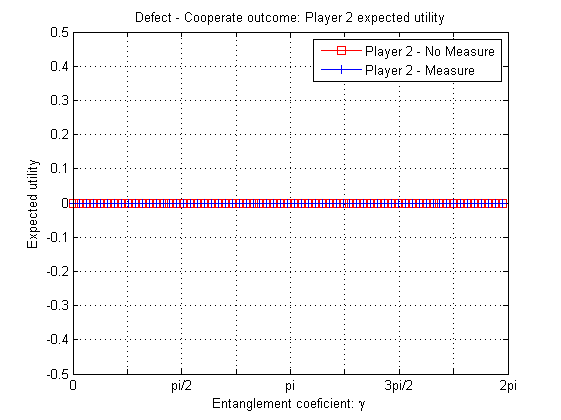 Defect - Cooperate outcome: Player 2 expected utility
Player 2 - No Measure
Player 2 - Measure
Expected utility
0.5
0.4
0.3
0.2
0.1
0
-0.1
-0.2
-0.3
-0.4
-0.5
0 pi/2 pi 3pi/2 2pi
Entanglement coeficient: γ